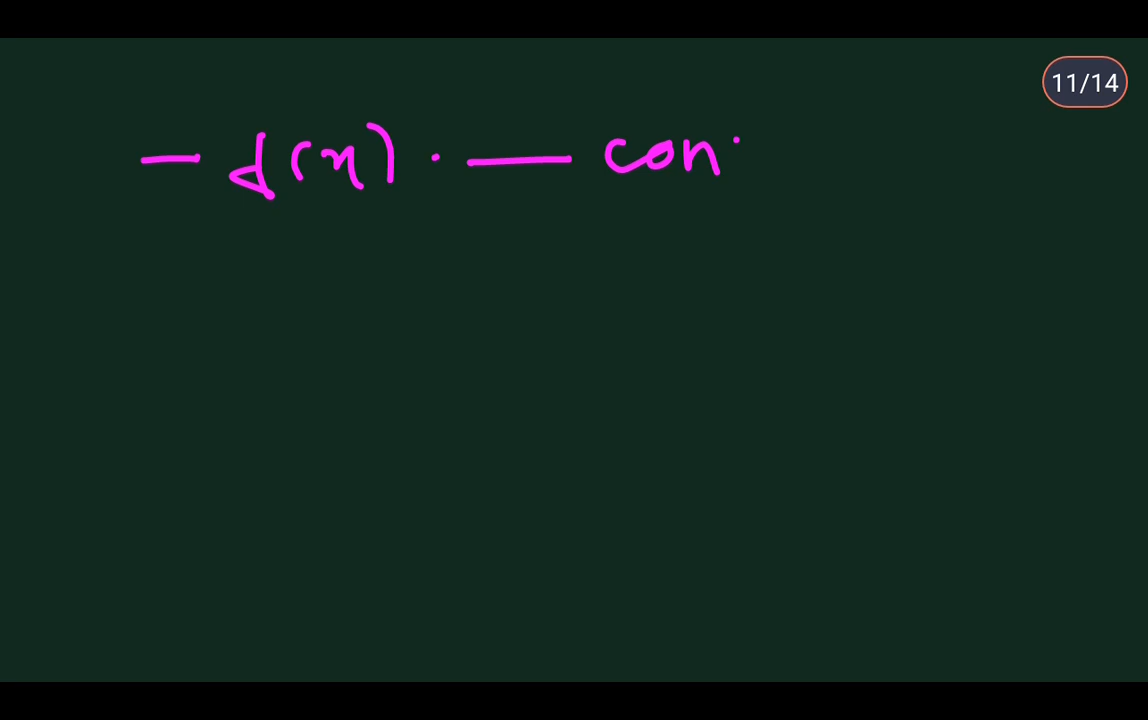 11/14
— f(x) . — con.